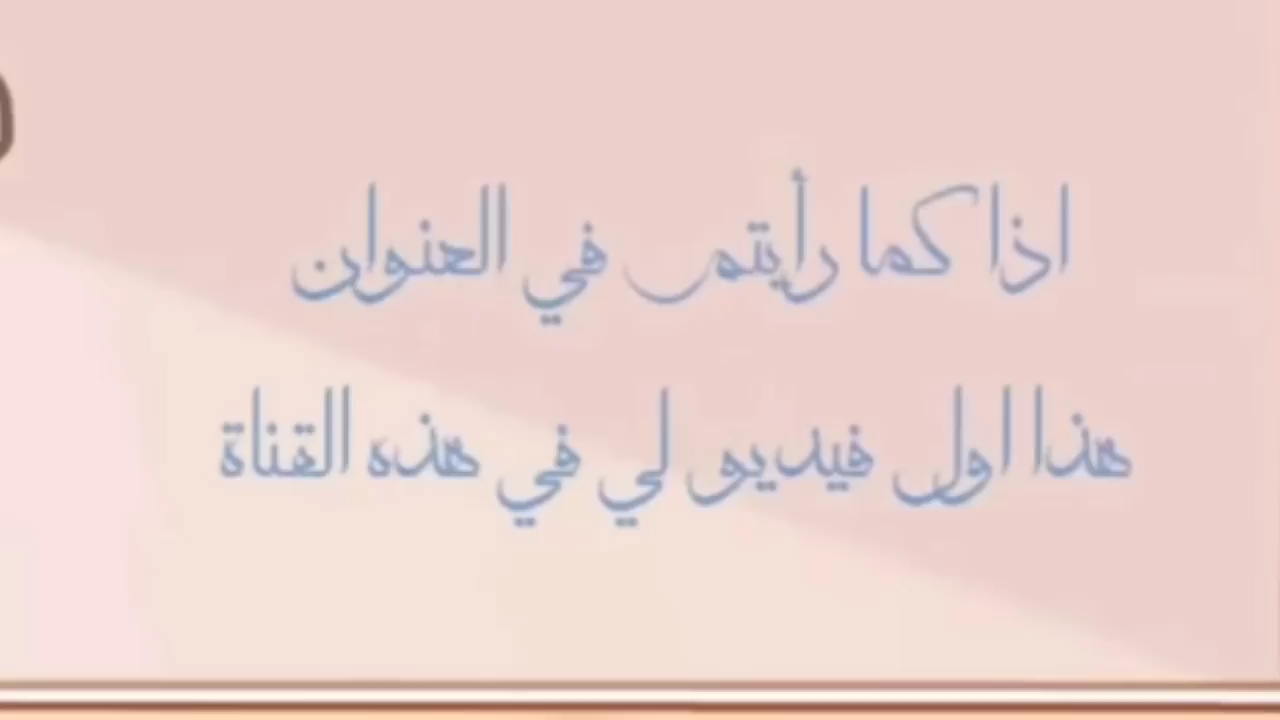 اذا كما رأيتم في العنوان
هذا اول فيديو لي في هذه القناة